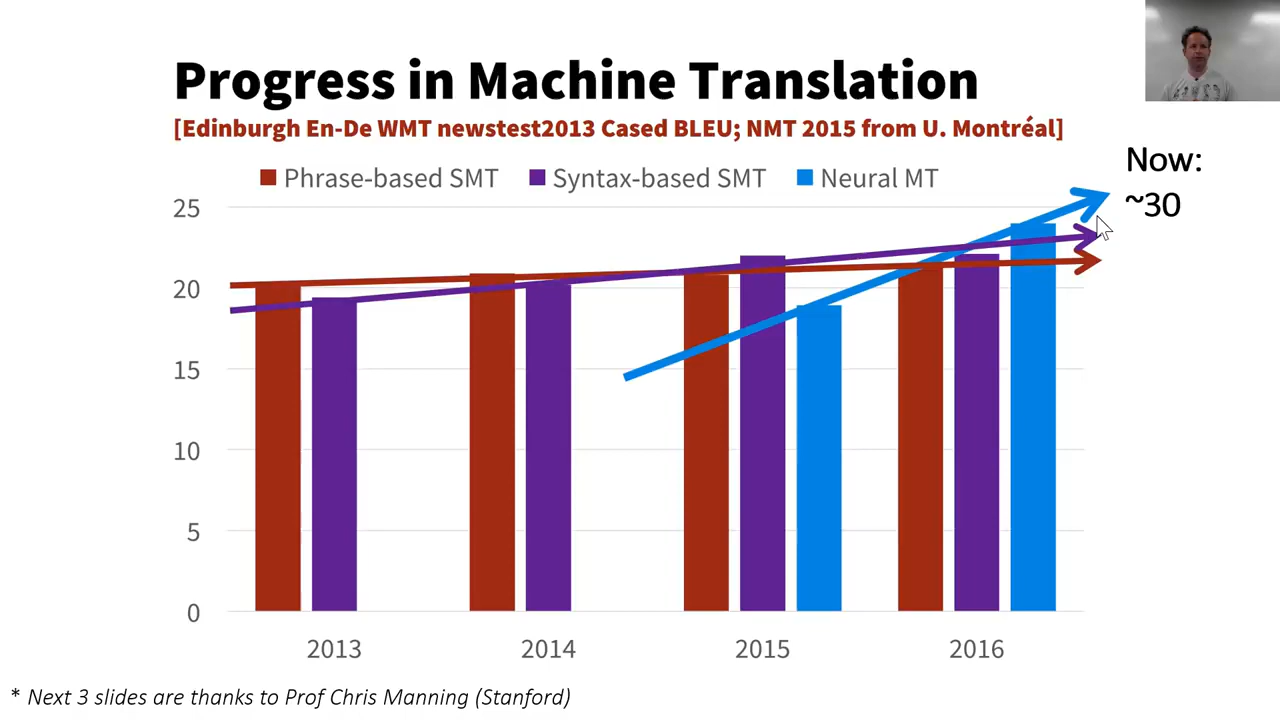 Progress in Machine Translation
[Edinburgh En-De WMT newstest2013 Cased BLEU; NMT 2015 from U. Montréal]
Phrase-based SMT Syntax-based SMT Neural MT
Now:
~30
25
20
15
10
5
0
2013 2014 2015 2016
* Next 3 slides are thanks to Prof Chris Manning (Stanford)